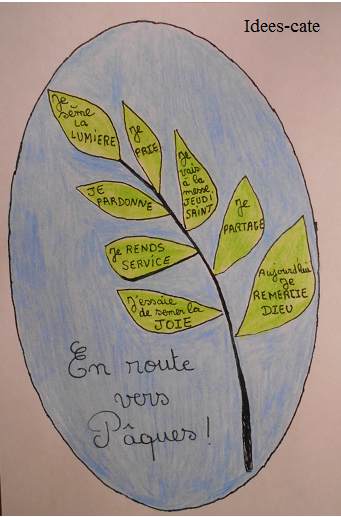 Idees-cate
Je
sème
LA
LUMIERE
Je
PRIE
Je
vais
à la
messe
JEUDI
SAINT
JE
PARDONNE
Je
PARTAGE
Je RENDS
SERVICE
Aujourd'hui
Je
REMERCIE
DIEU
J'essaie
de semer la
JOIE
En route
vers
Pâques !